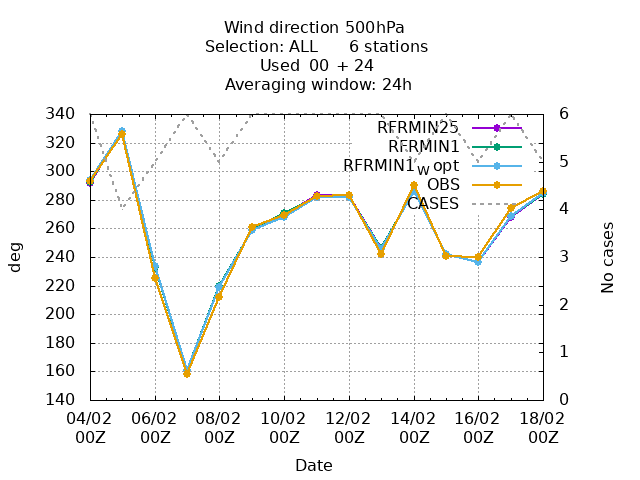 Wind direction 500hPa
Selection: ALL 6 stations
Used 00 + 24
Averaging window: 24h
340
320
300
280
260
240
220
200
180
160
140
deg
6
5
4
3
2
1
0
No cases
RFRMIN25
RFRMIN1
RFRMIN1_w opt
OBS
CASES
04/02 06/02 08/02 10/02 12/02 14/02 16/02 18/02
00Z 00Z 00Z 00Z 00Z 00Z 00Z 00Z
Date